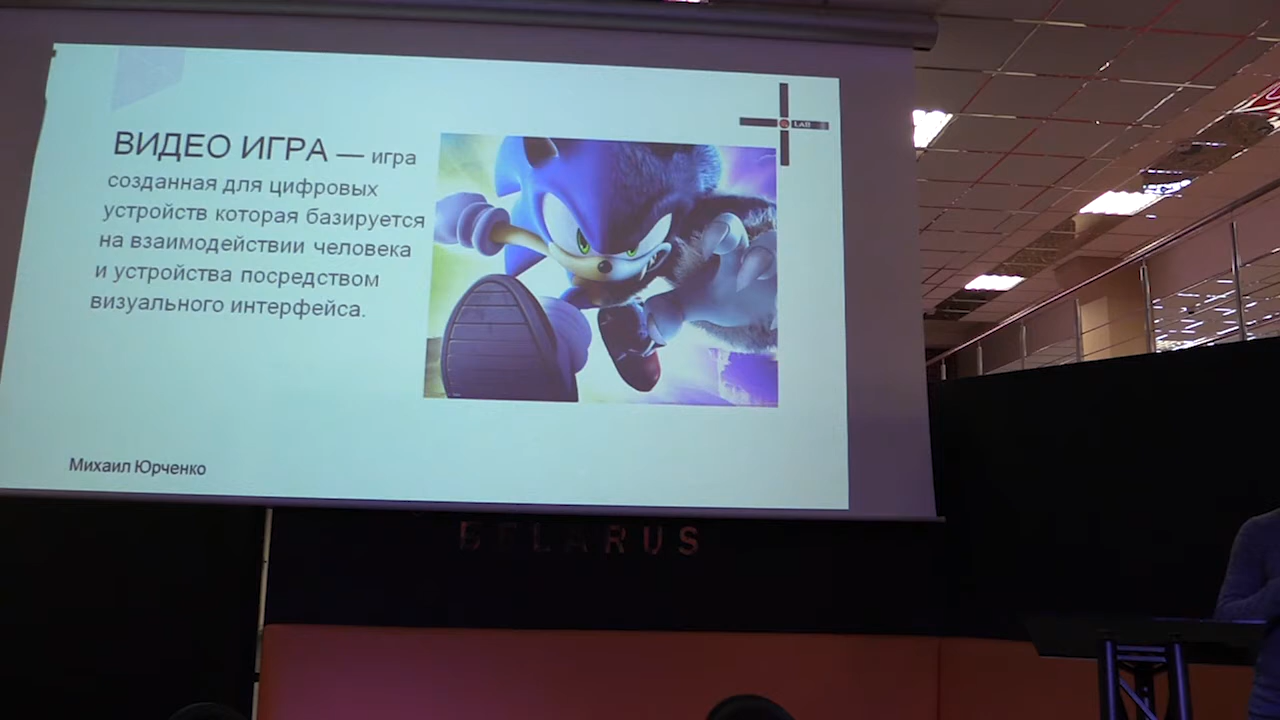 LAB
ВИДЕО ИГРА — игра
созданная для цифровых
устройств которая базируется
на взаимодействии человека
и устройства посредством
визуального интерфейса.
Михаил Юрченко
BELARUS